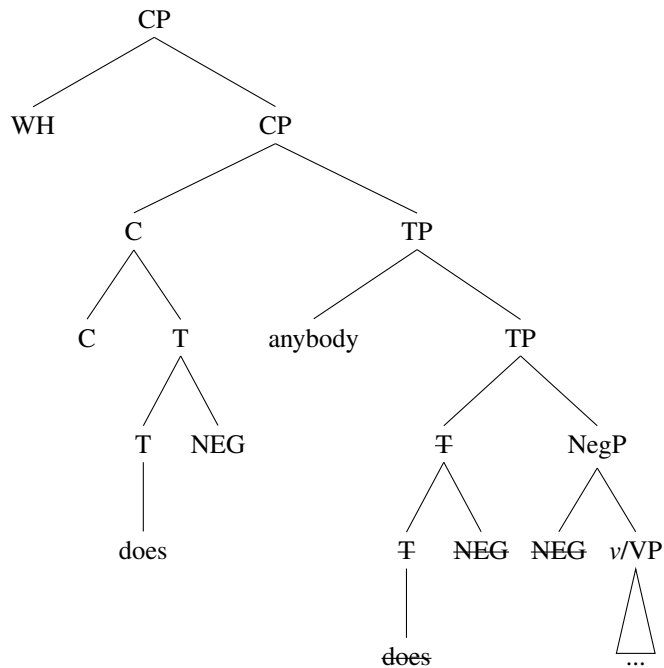 CP
WH CP
C TP
C T anybody TP
T NEG T NegP
does T NEG NEG v/VP
does ...